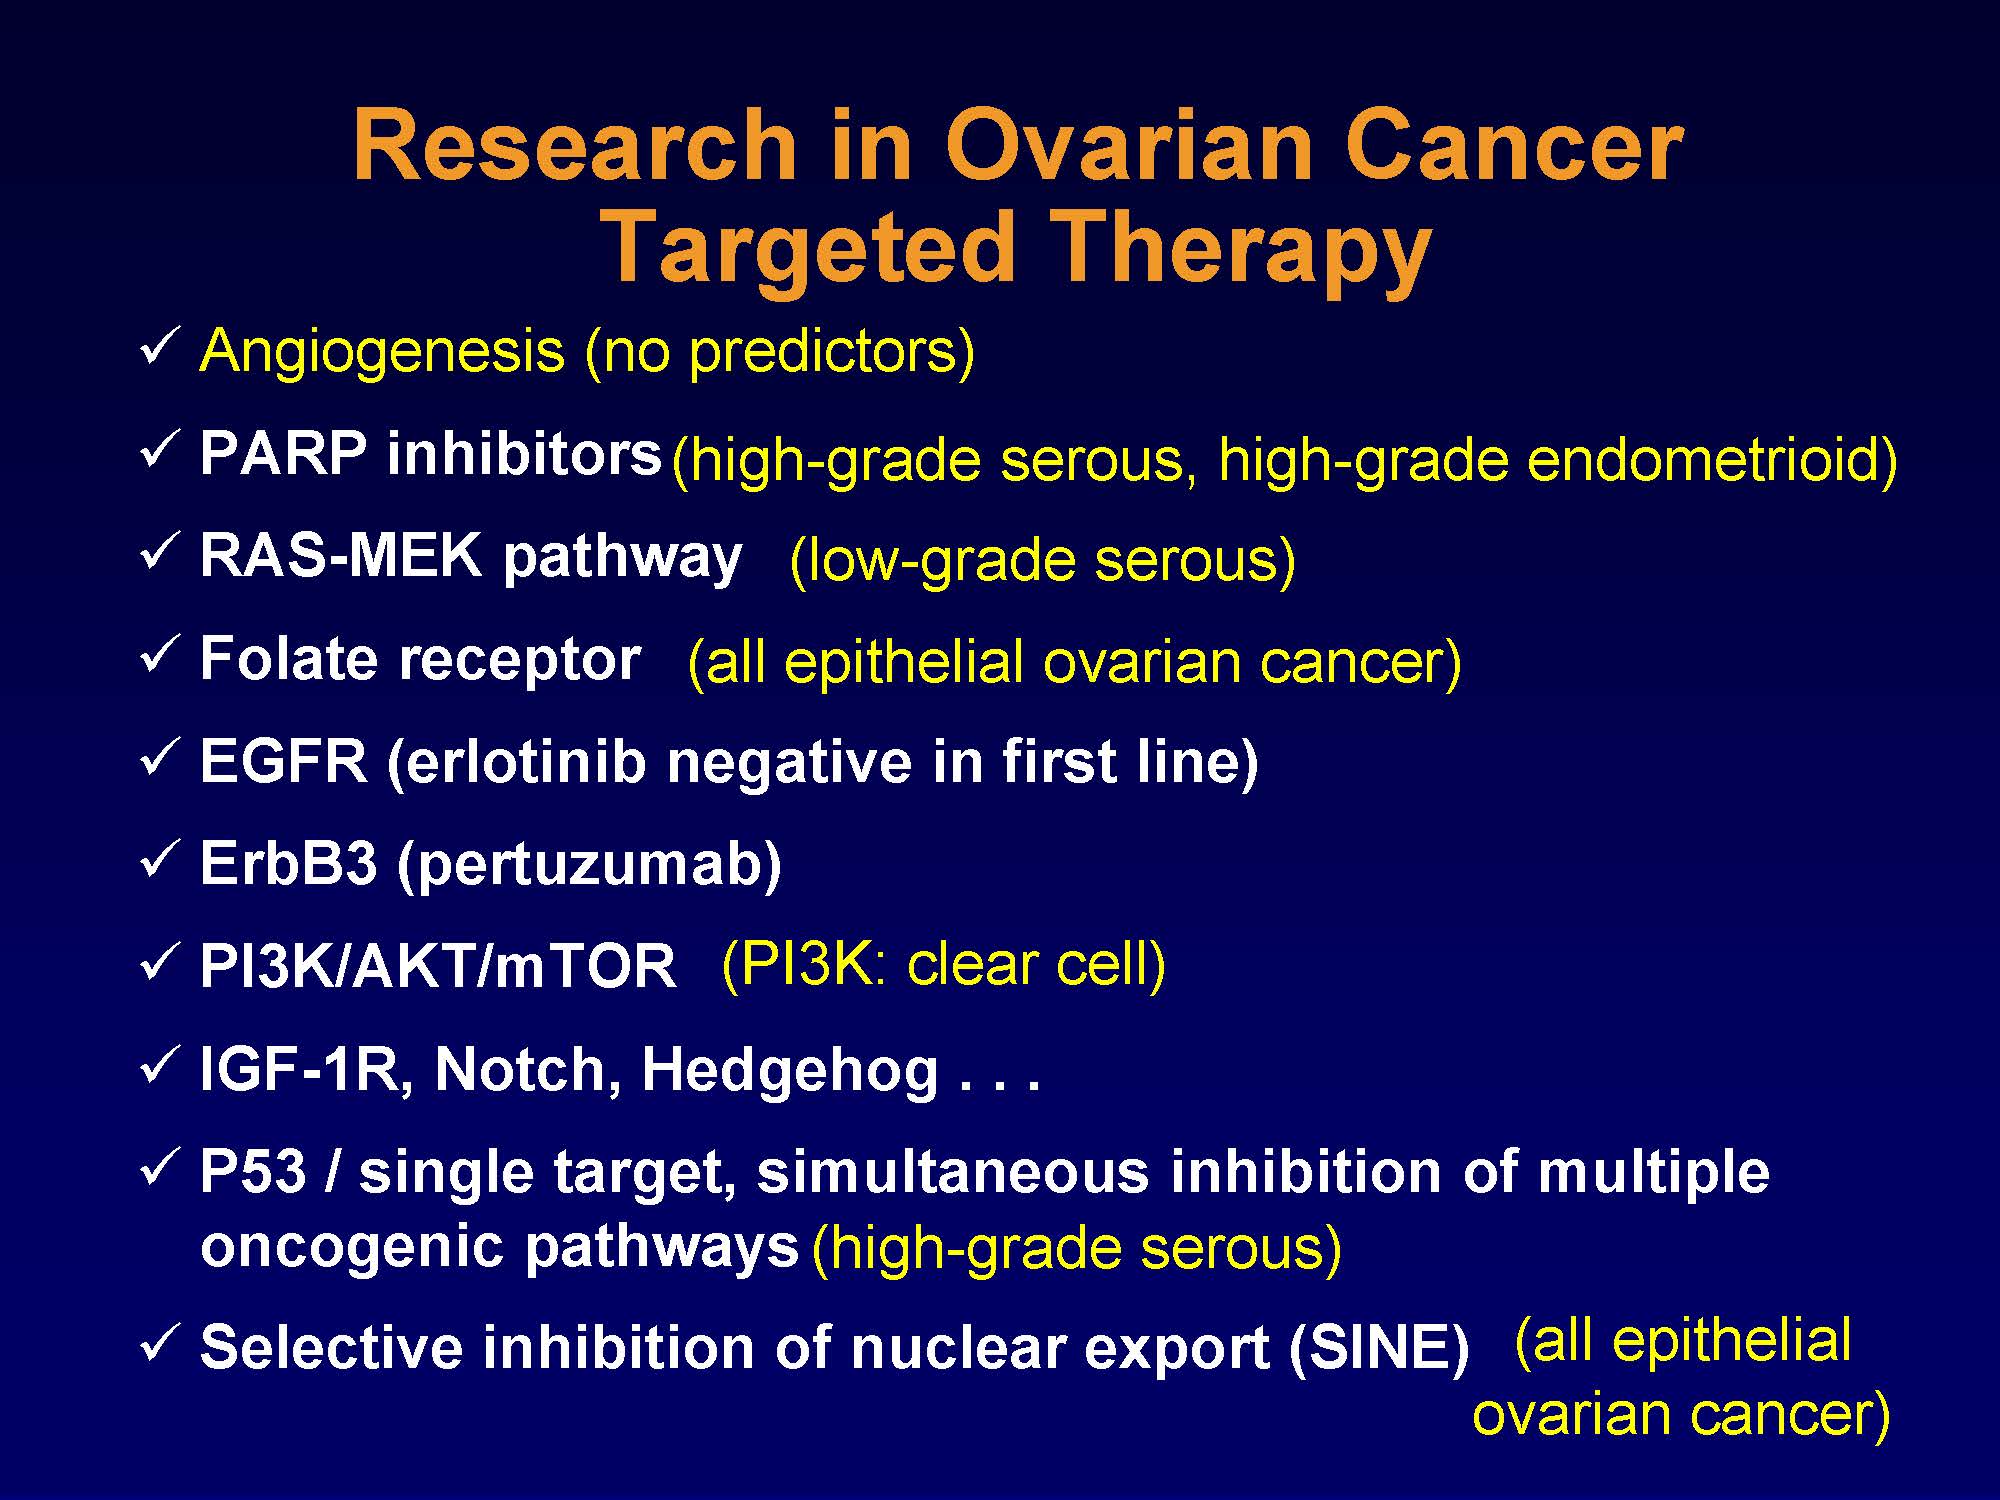 Research in Ovarian Cancer
Targeted Therapy
✓ Angiogenesis (no predictors)
✓ PARP inhibitors (high-grade serous, high-grade endometrioid)
✓ RAS-MEK pathway (low-grade serous)
✓ Folate receptor (all epithelial ovarian cancer)
✓ EGFR (erlotinib negative in first line)
✓ ErbB3 (pertuzumab)
✓ PI3K/AKT/mTOR (PI3K: clear cell)
✓ IGF-1R, Notch, Hedgehog . . .
✓ P53 / single target, simultaneous inhibition of multiple
oncogenic pathways (high-grade serous)
✓ Selective inhibition of nuclear export (SINE) (all epithelial
ovarian cancer)